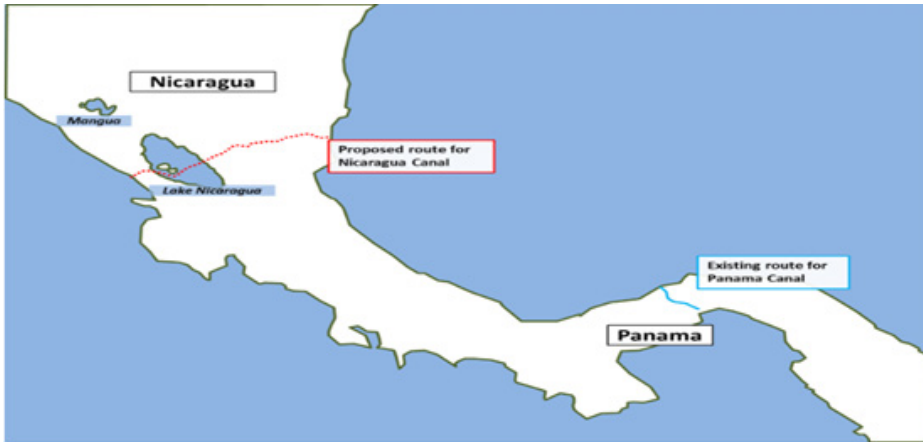 Nicaragua
Mangua
Proposed route for
Nicaragua Canal
Lake Nicaragua
Existing route for
Panama Canal
Panama